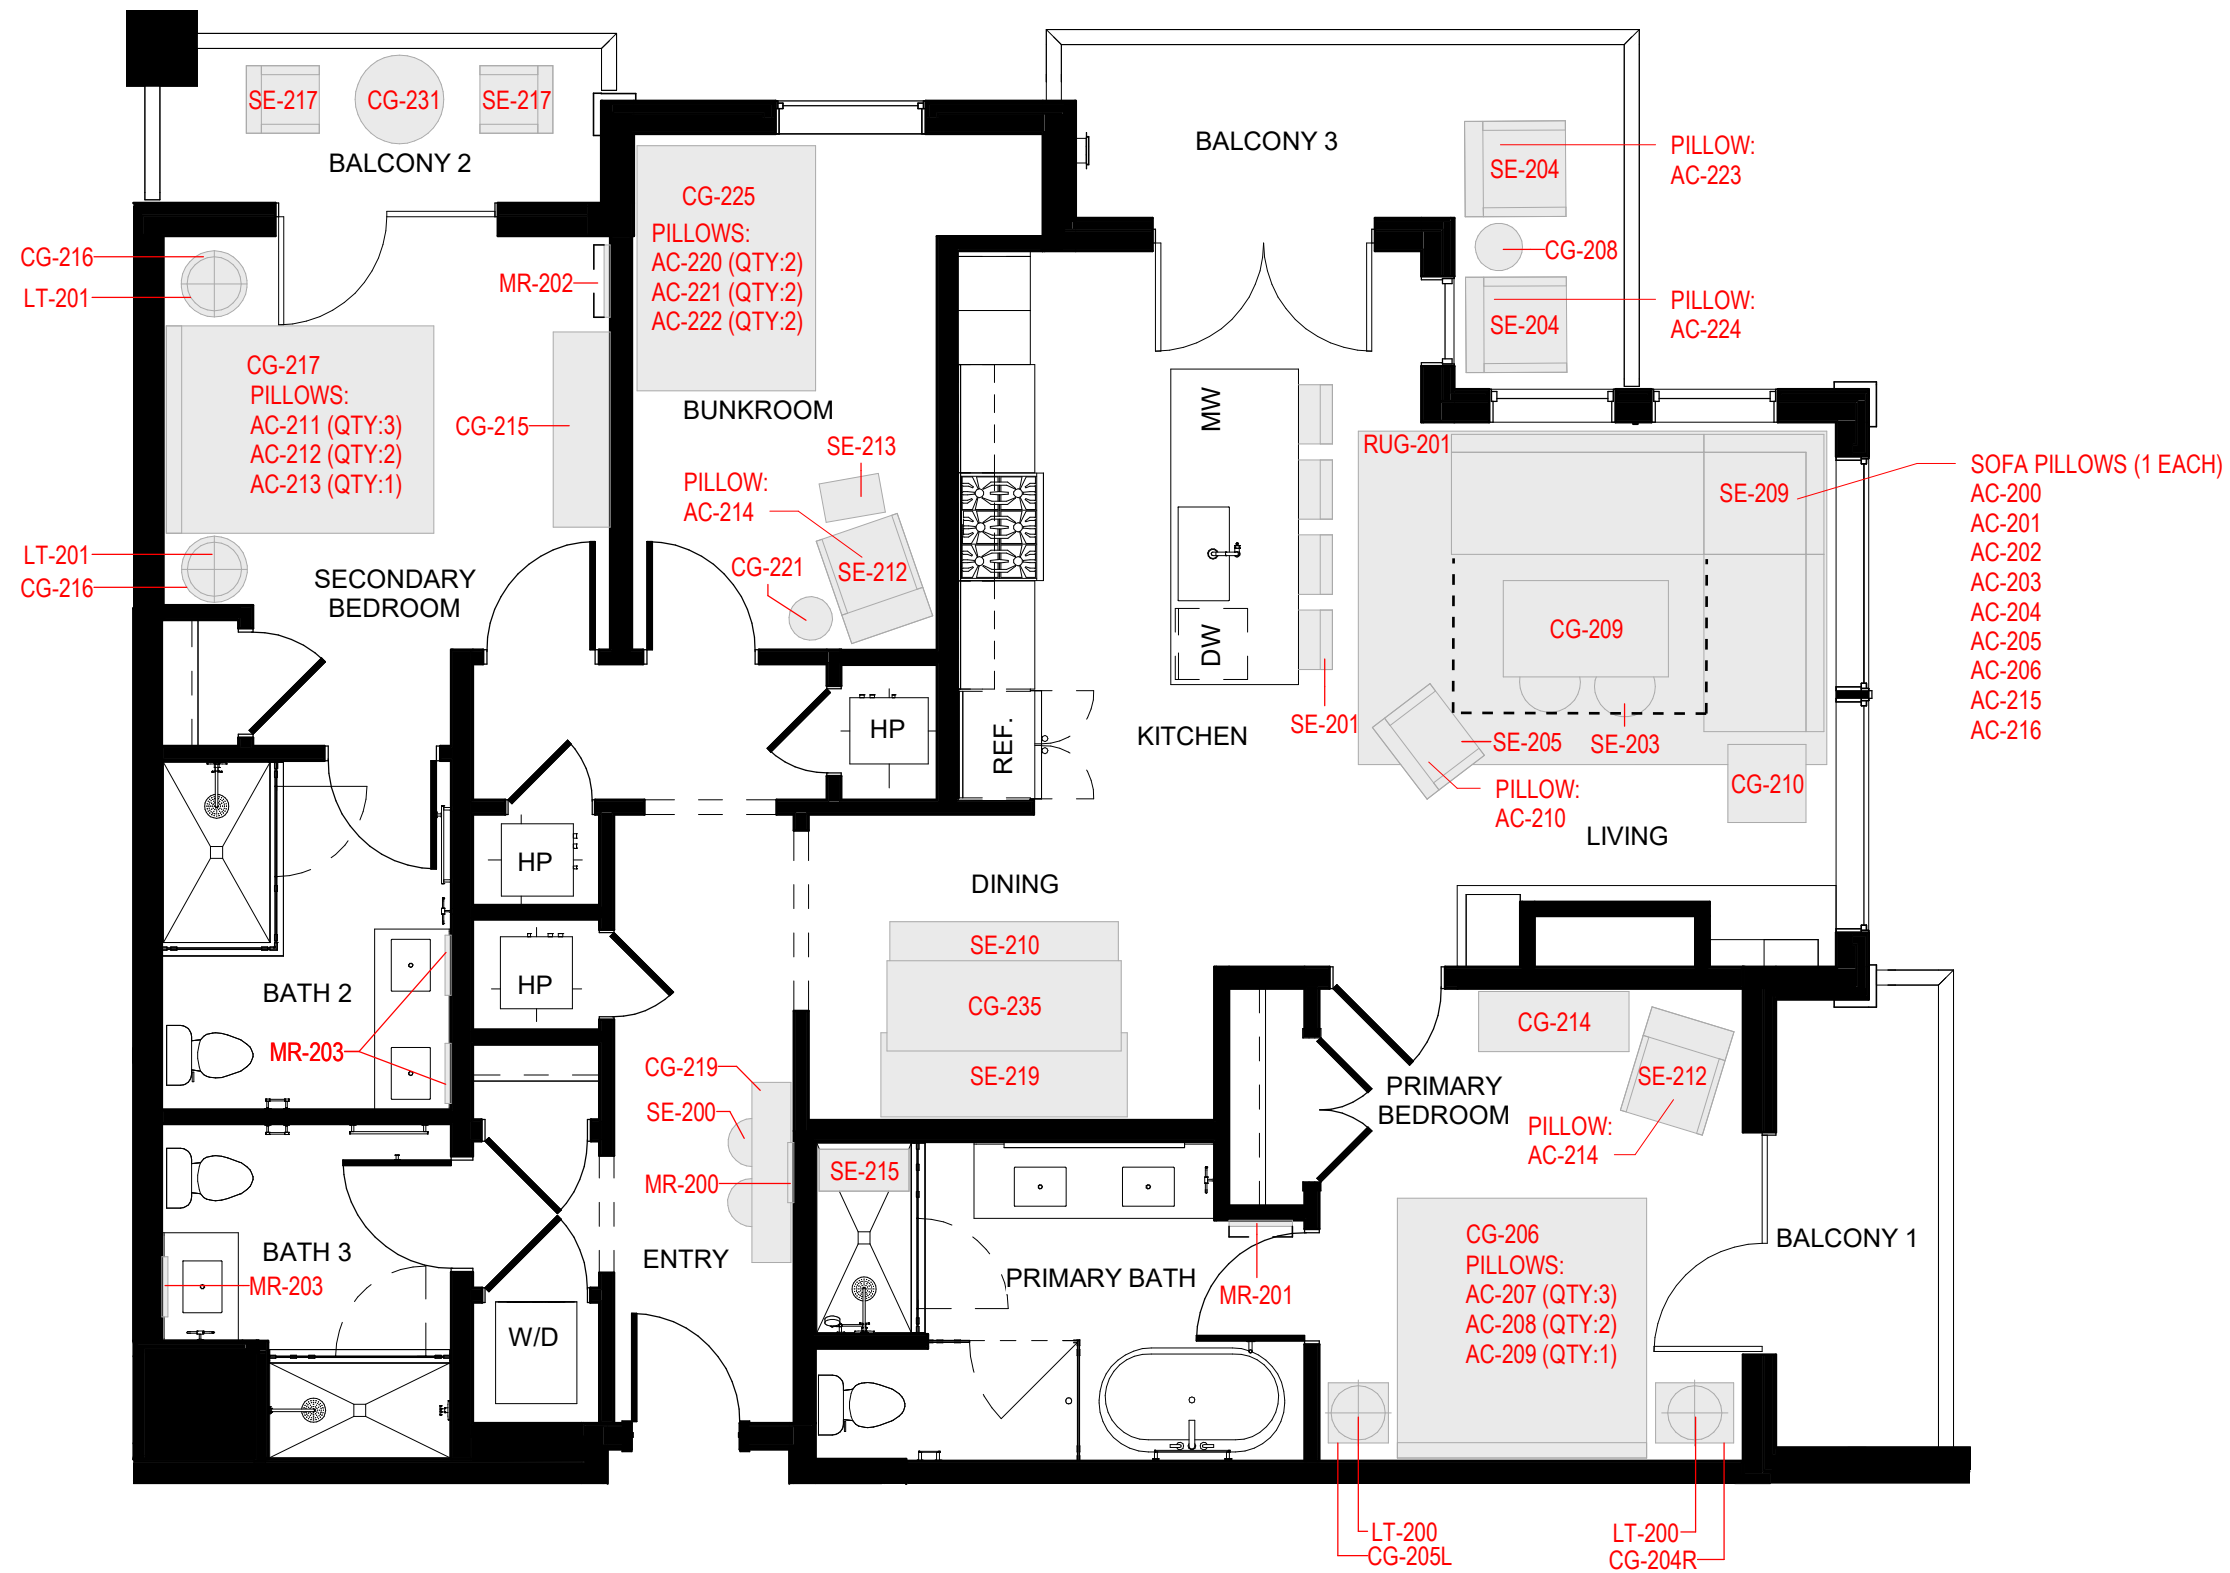 SE-217
CG-231
SE-217
BALCONY 2
BALCONY 3
SE-204
PILLOW:
AC-223
CG-208
SE-204
PILLOW:
AC-224
CG-216
LT-201
MR-202
CG-225
PILLOWS:
AC-220 (QTY:2)
AC-221 (QTY:2)
AC-222 (QTY:2)
BUNKROOM
CG-217
PILLOWS:
AC-211 (QTY:3)
AC-212 (QTY:2)
AC-213 (QTY:1)
CG-215
LT-201
CG-216
SECONDARY
BEDROOM
SE-213
PILLOW:
AC-214
CG-221
SE-212
MW
DW
REF.
KITCHEN
SE-201
RUG-201
SE-209
SOFA PILLOWS (1 EACH)
AC-200
AC-201
AC-202
AC-203
AC-204
AC-205
AC-206
AC-215
AC-216
CG-209
SE-205
SE-203
PILLOW:
AC-210
CG-210
LIVING
HP
HP
HP
DINING
SE-210
CG-235
SE-219
BATH 2
MR-203
CG-219
SE-200
MR-200
ENTRY
BATH 3
MR-203
W/D
SE-215
PRIMARY BATH
MR-201
PRIMARY
BEDROOM
CG-214
SE-212
PILLOW:
AC-214
CG-206
PILLOWS:
AC-207 (QTY:3)
AC-208 (QTY:2)
AC-209 (QTY:1)
BALCONY 1
LT-200
CG-205L
LT-200
CG-204R